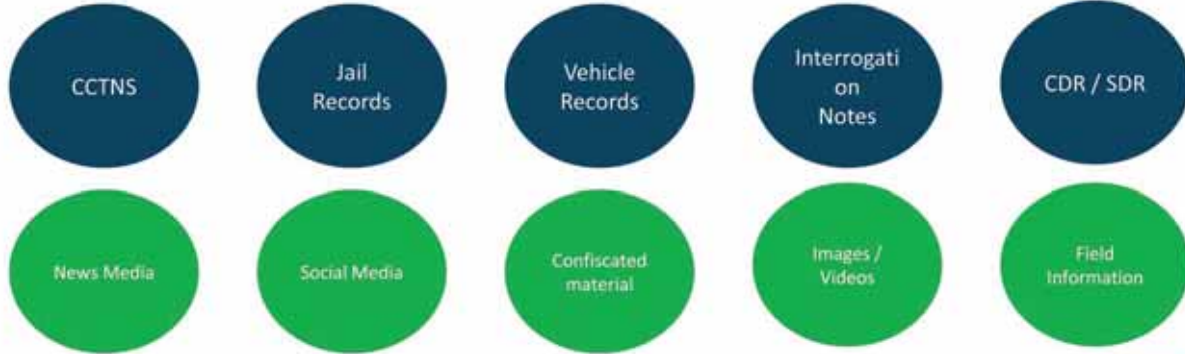 CCTNS
Jail
Records
Vehicle
Records
Interrogati
on
Notes
CDR / SDR
News Media
Social Media
Confiscated
material
Images /
Videos
Field
Information